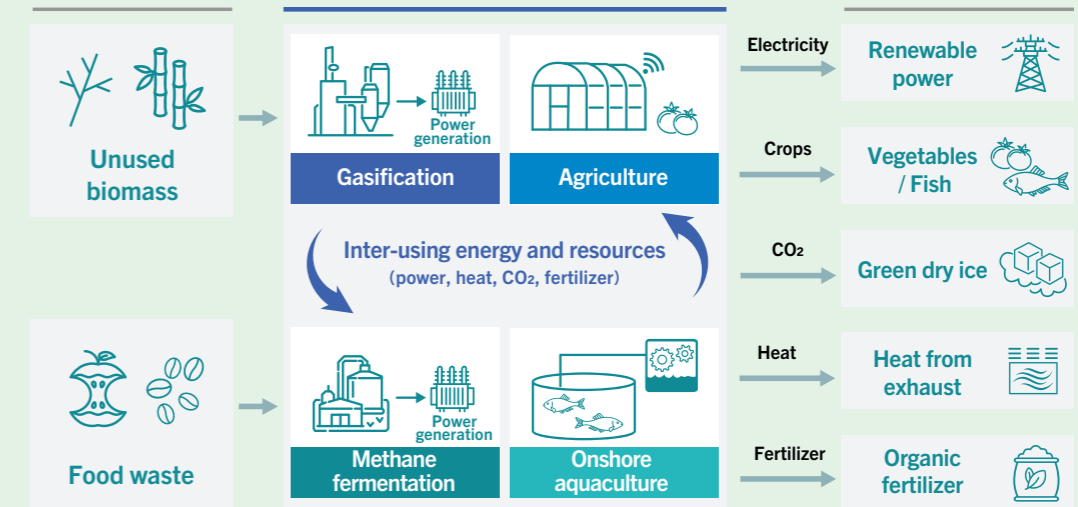 Unused
biomass
Food waste
Power
generation
Gasification
Agriculture
Inter-using energy and resources
(power, heat, CO₂, fertilizer)
Power
generation
Methane
fermentation
Onshore
aquaculture
Electricity
Renewable
power
Crops
Vegetables
/ Fish
CO₂
Green dry ice
Heat
Heat from
exhaust
Fertilizer
Organic
fertilizer